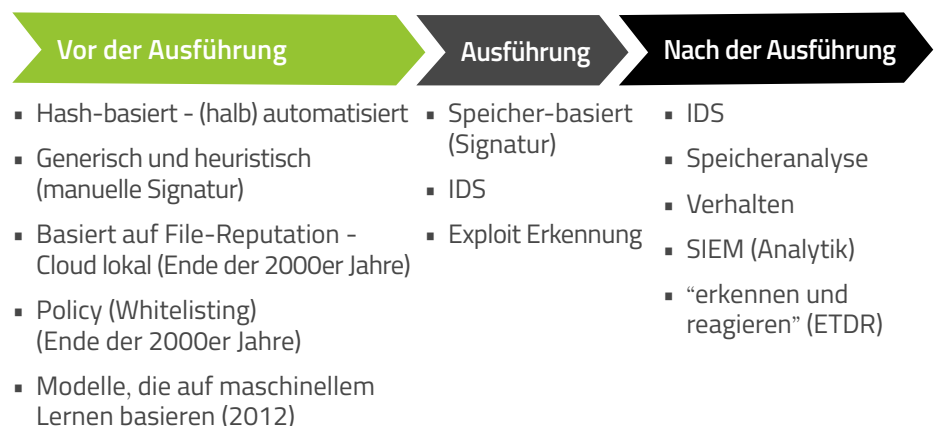 Vor der Ausführung
▪ Hash-basiert - (halb) automatisiert
▪ Generisch und heuristisch
(manuelle Signatur)
▪ Basiert auf File-Reputation -
Cloud lokal (Ende der 2000er Jahre)
▪ Policy (Whitelisting)
(Ende der 2000er Jahre)
▪ Modelle, die auf maschinellem
Lernen basieren (2012)
Ausführung
▪ Speicher-basiert
(Signatur)
▪ IDS
▪ Exploit Erkennung
Nach der Ausführung
▪ IDS
▪ Speicheranalyse
▪ Verhalten
▪ SIEM (Analytik)
▪ “erkennen und
reagieren” (ETDR)